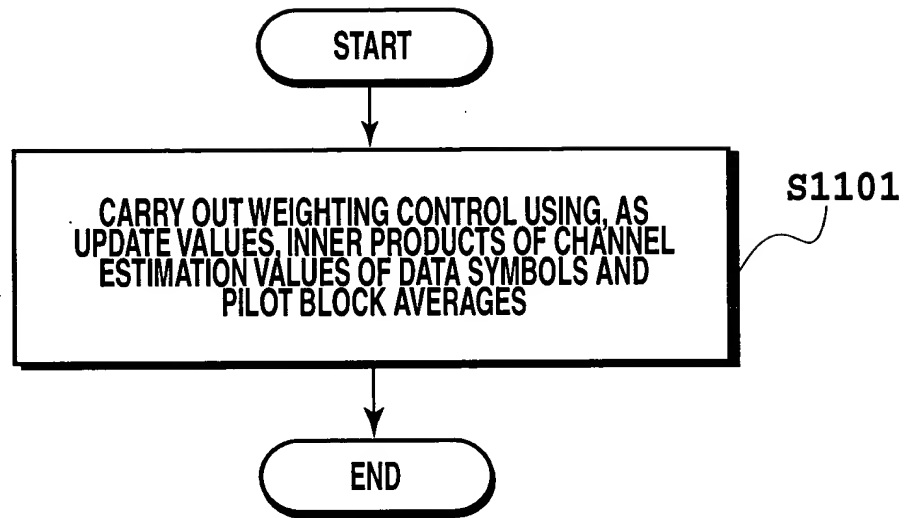 START
CARRY OUT WEIGHTING CONTROL USING, AS
UPDATE VALUES, INNER PRODUCTS OF CHANNEL
ESTIMATION VALUES OF DATA SYMBOLS AND
PILOT BLOCK AVERAGES
S1101
END